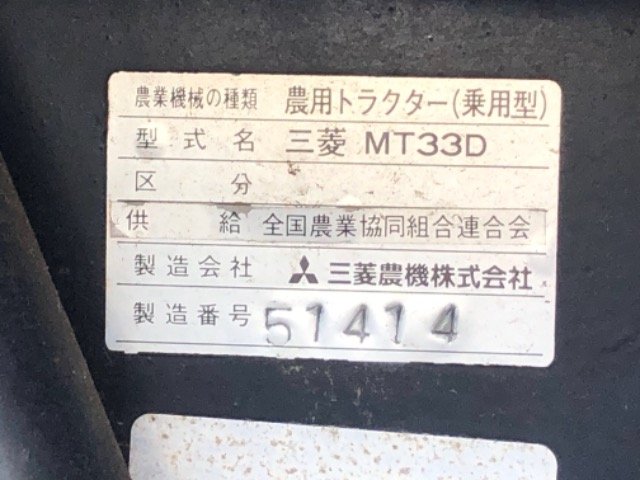 農業機械の種類 農用トラクター(乗用型)
型式名 三菱 MT33D
区分
供給 全国農業協同組合連合会
製造会社 三菱農機株式会社
製造番号 51414